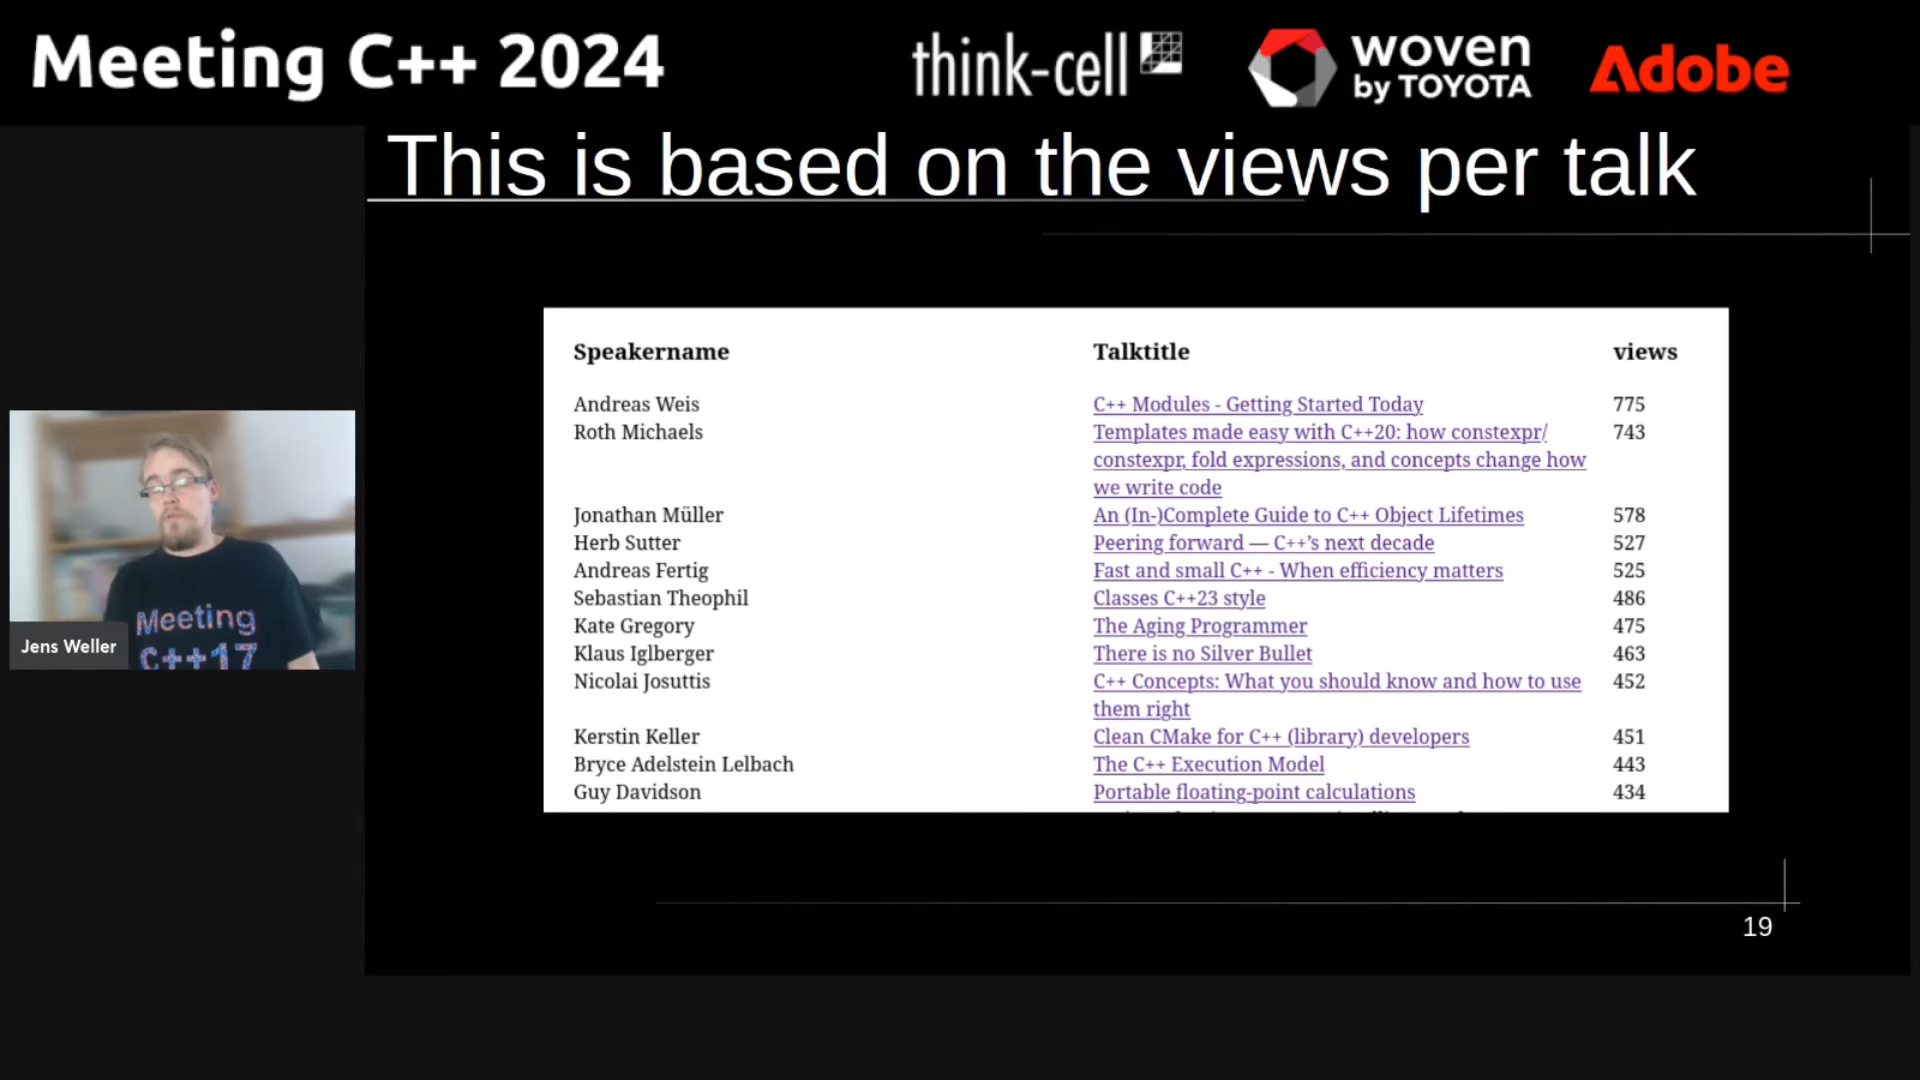 Meeting C++ 2024
think-cell
woven
by TOYOTA
Adobe
This is based on the views per talk
Speakername Talktitle views
Andreas Weis C++ Modules - Getting Started Today 775
Roth Michaels Templates made easy with C++20: how constexpr/ 743
constexpr, fold expressions, and concepts change how
we write code
Jonathan Müller An (In-)Complete Guide to C++ Object Lifetimes 578
Herb Sutter Peering forward — C++’s next decade 527
Andreas Fertig Fast and small C++ - When efficiency matters 525
Sebastian Theophil Classes C++23 style 486
Kate Gregory The Aging Programmer 475
Klaus Iglberger There is no Silver Bullet 463
Nicolai Josuttis C++ Concepts: What you should know and how to use 452
them right
Kerstin Keller Clean CMake for C++ (library) developers 451
Bryce Adelstein Lelbach The C++ Execution Model 443
Guy Davidson Portable floating-point calculations 434
Meeting
C++17
Jens Weller
19